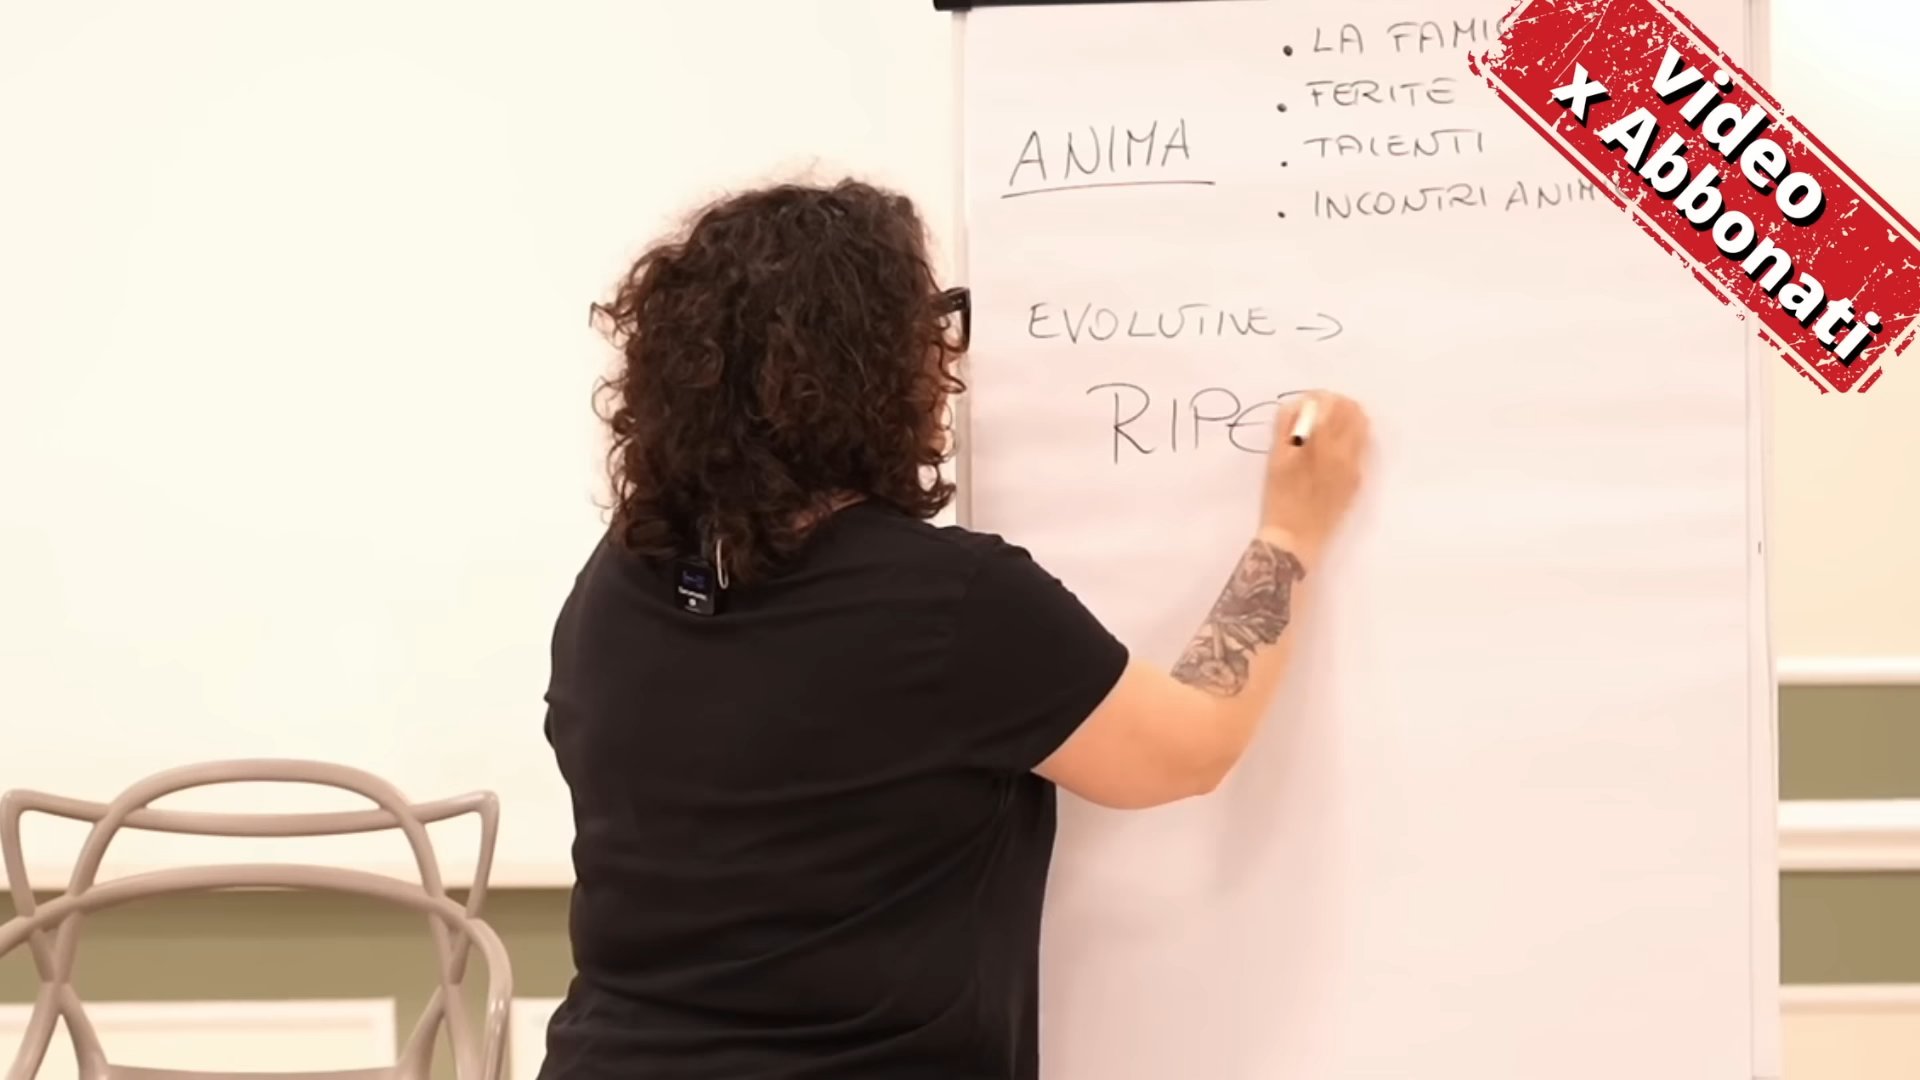 LA FAMI
FERITE
ANIMA
TALENTI
INCONTRI ANIM
EVOLUTIVE →
RIPE
Video
x Abbonati